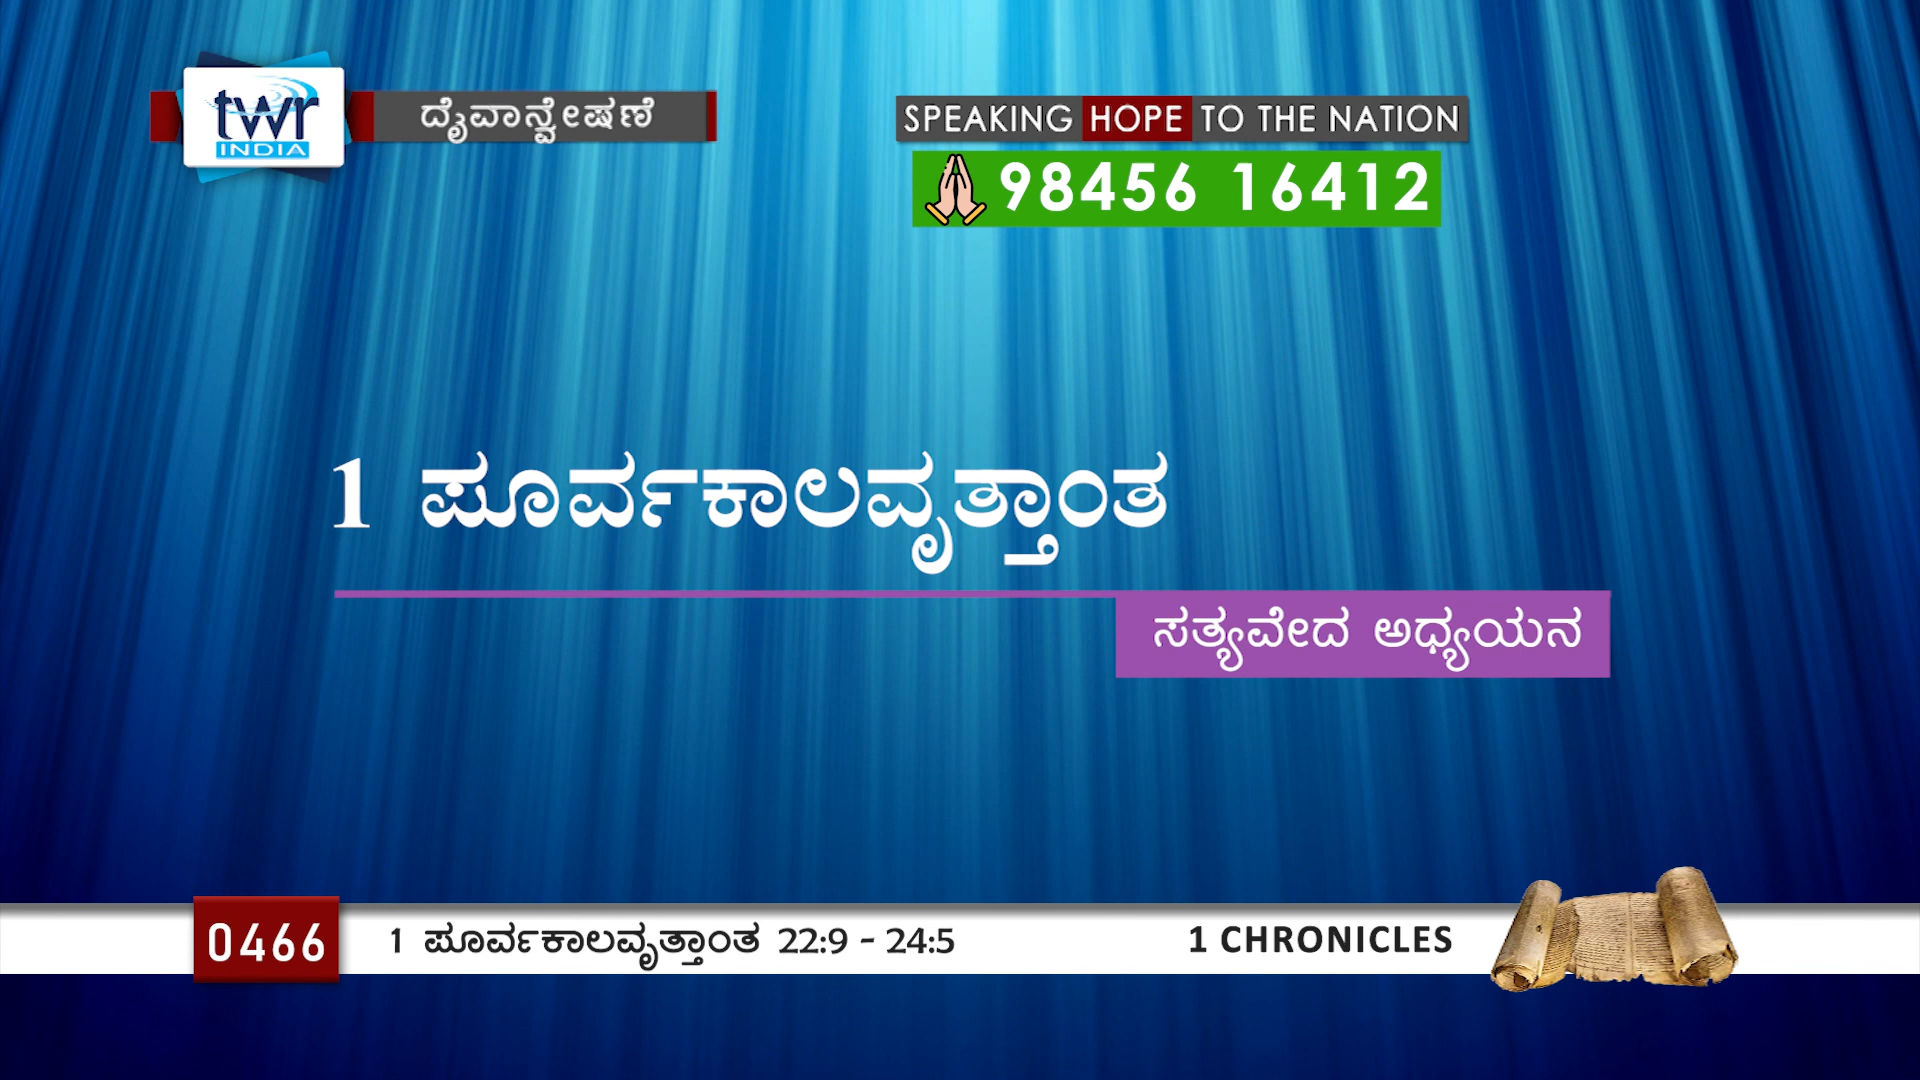 twr
INDIA
ದೈವಾನ್ವೇಷಣೆ
SPEAKING HOPE TO THE NATION
98456 16412
1 ಪೂರ್ವಕಾಲವೃತ್ತಾಂತ
ಸತ್ಯವೇದ ಅಧ್ಯಯನ
0466
1 ಪೂರ್ವಕಾಲವೃತ್ತಾಂತ 22:9 - 24:5
1 CHRONICLES